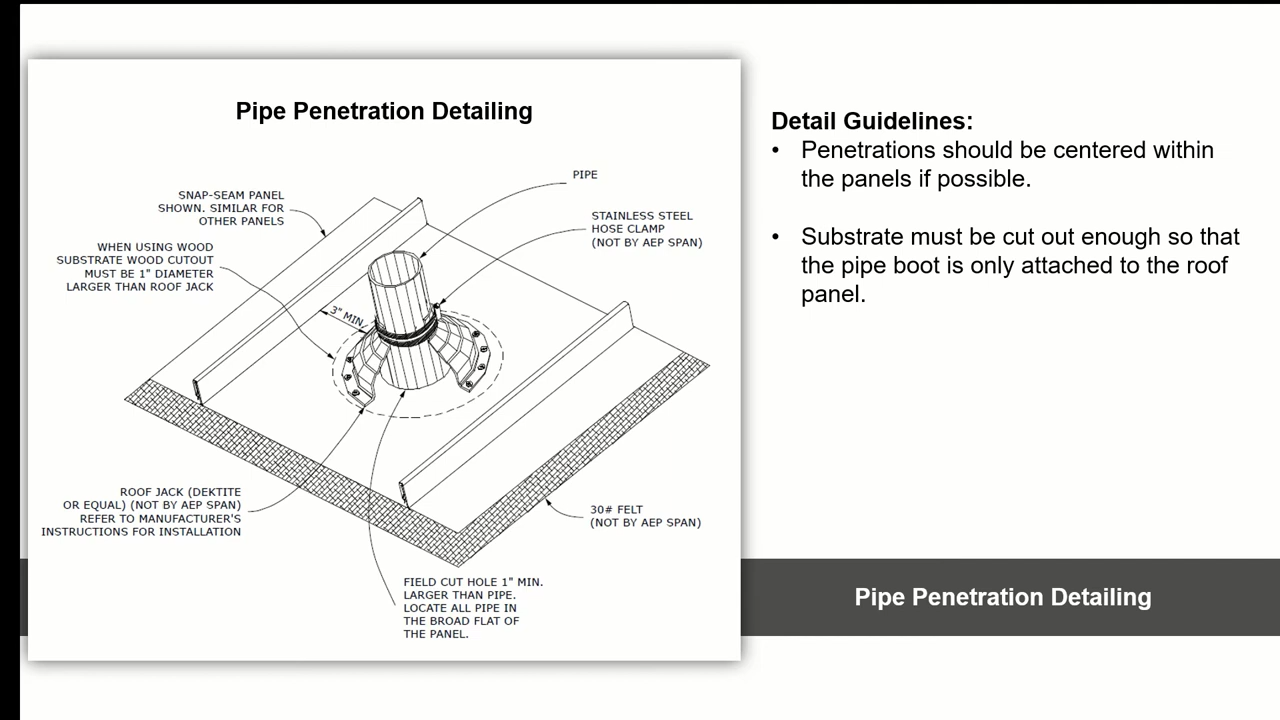 Pipe Penetration Detailing
PIPE
SNAP-SEAM PANEL
SHOWN. SIMILAR FOR
OTHER PANELS
STAINLESS STEEL
HOSE CLAMP
(NOT BY AEP SPAN)
WHEN USING WOOD
SUBSTRATE WOOD CUTOUT
MUST BE 1" DIAMETER
LARGER THAN ROOF JACK
3" MIN.
ROOF JACK (DEKTITE
OR EQUAL) (NOT BY AEP SPAN)
REFER TO MANUFACTURER'S
INSTRUCTIONS FOR INSTALLATION
30# FELT
(NOT BY AEP SPAN)
FIELD CUT HOLE 1" MIN.
LARGER THAN PIPE.
LOCATE ALL PIPE IN
THE BROAD FLAT OF
THE PANEL.
Detail Guidelines:
• Penetrations should be centered within
the panels if possible.
• Substrate must be cut out enough so that
the pipe boot is only attached to the roof
panel.
Pipe Penetration Detailing